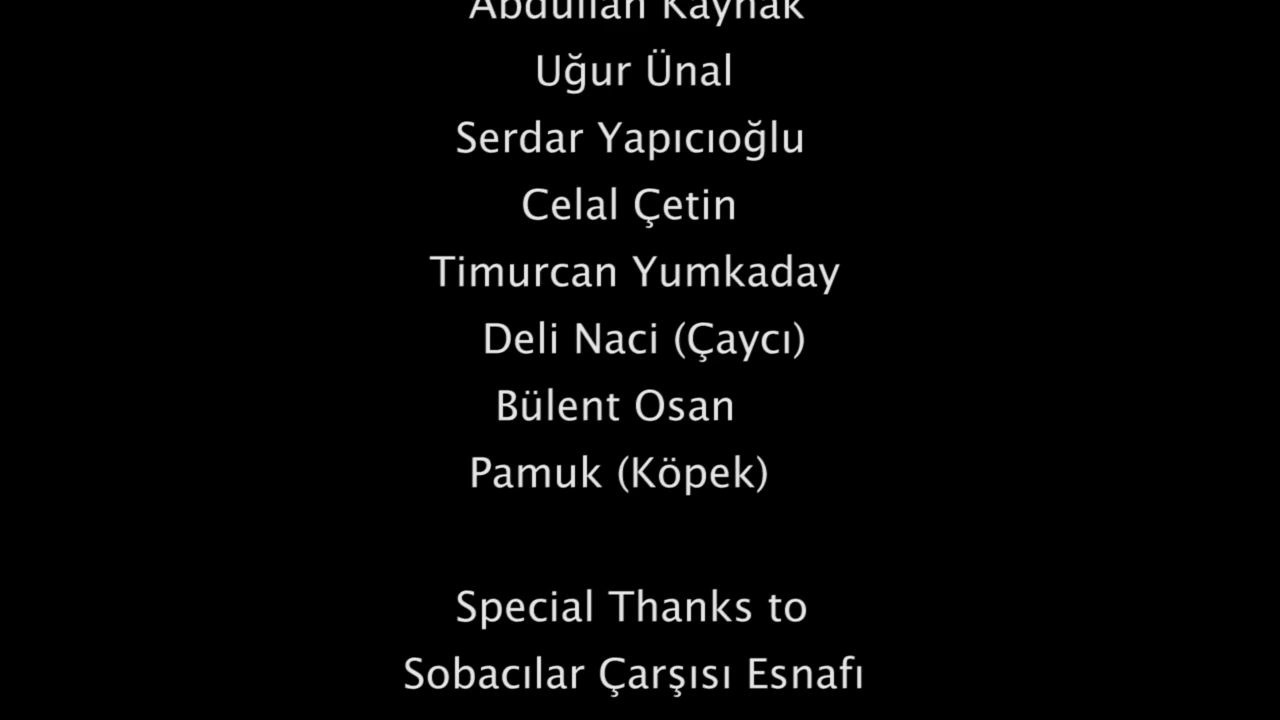 Abdullah Kaynak
Uğur Ünal
Serdar Yapıcıoğlu
Celal Çetin
Timurcan Yumkaday
Deli Naci (Çaycı)
Bülent Osan
Pamuk (Köpek)
Special Thanks to
Sobacılar Çarşısı Esnafı